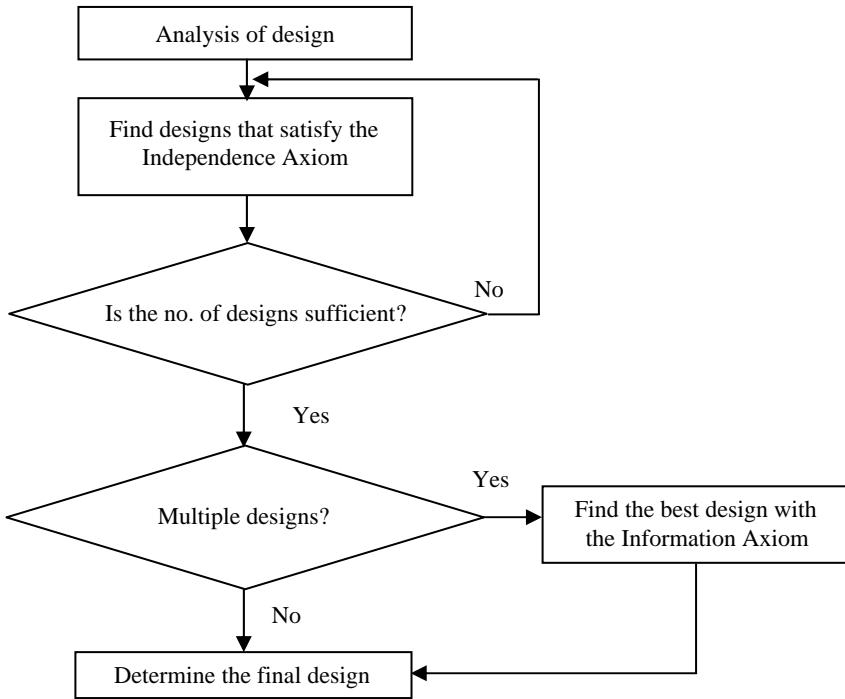 Analysis of design
Find designs that satisfy the
Independence Axiom
No
Is the no. of designs sufficient?
Yes
Yes
Multiple designs?
Find the best design with
the Information Axiom
No
Determine the final design